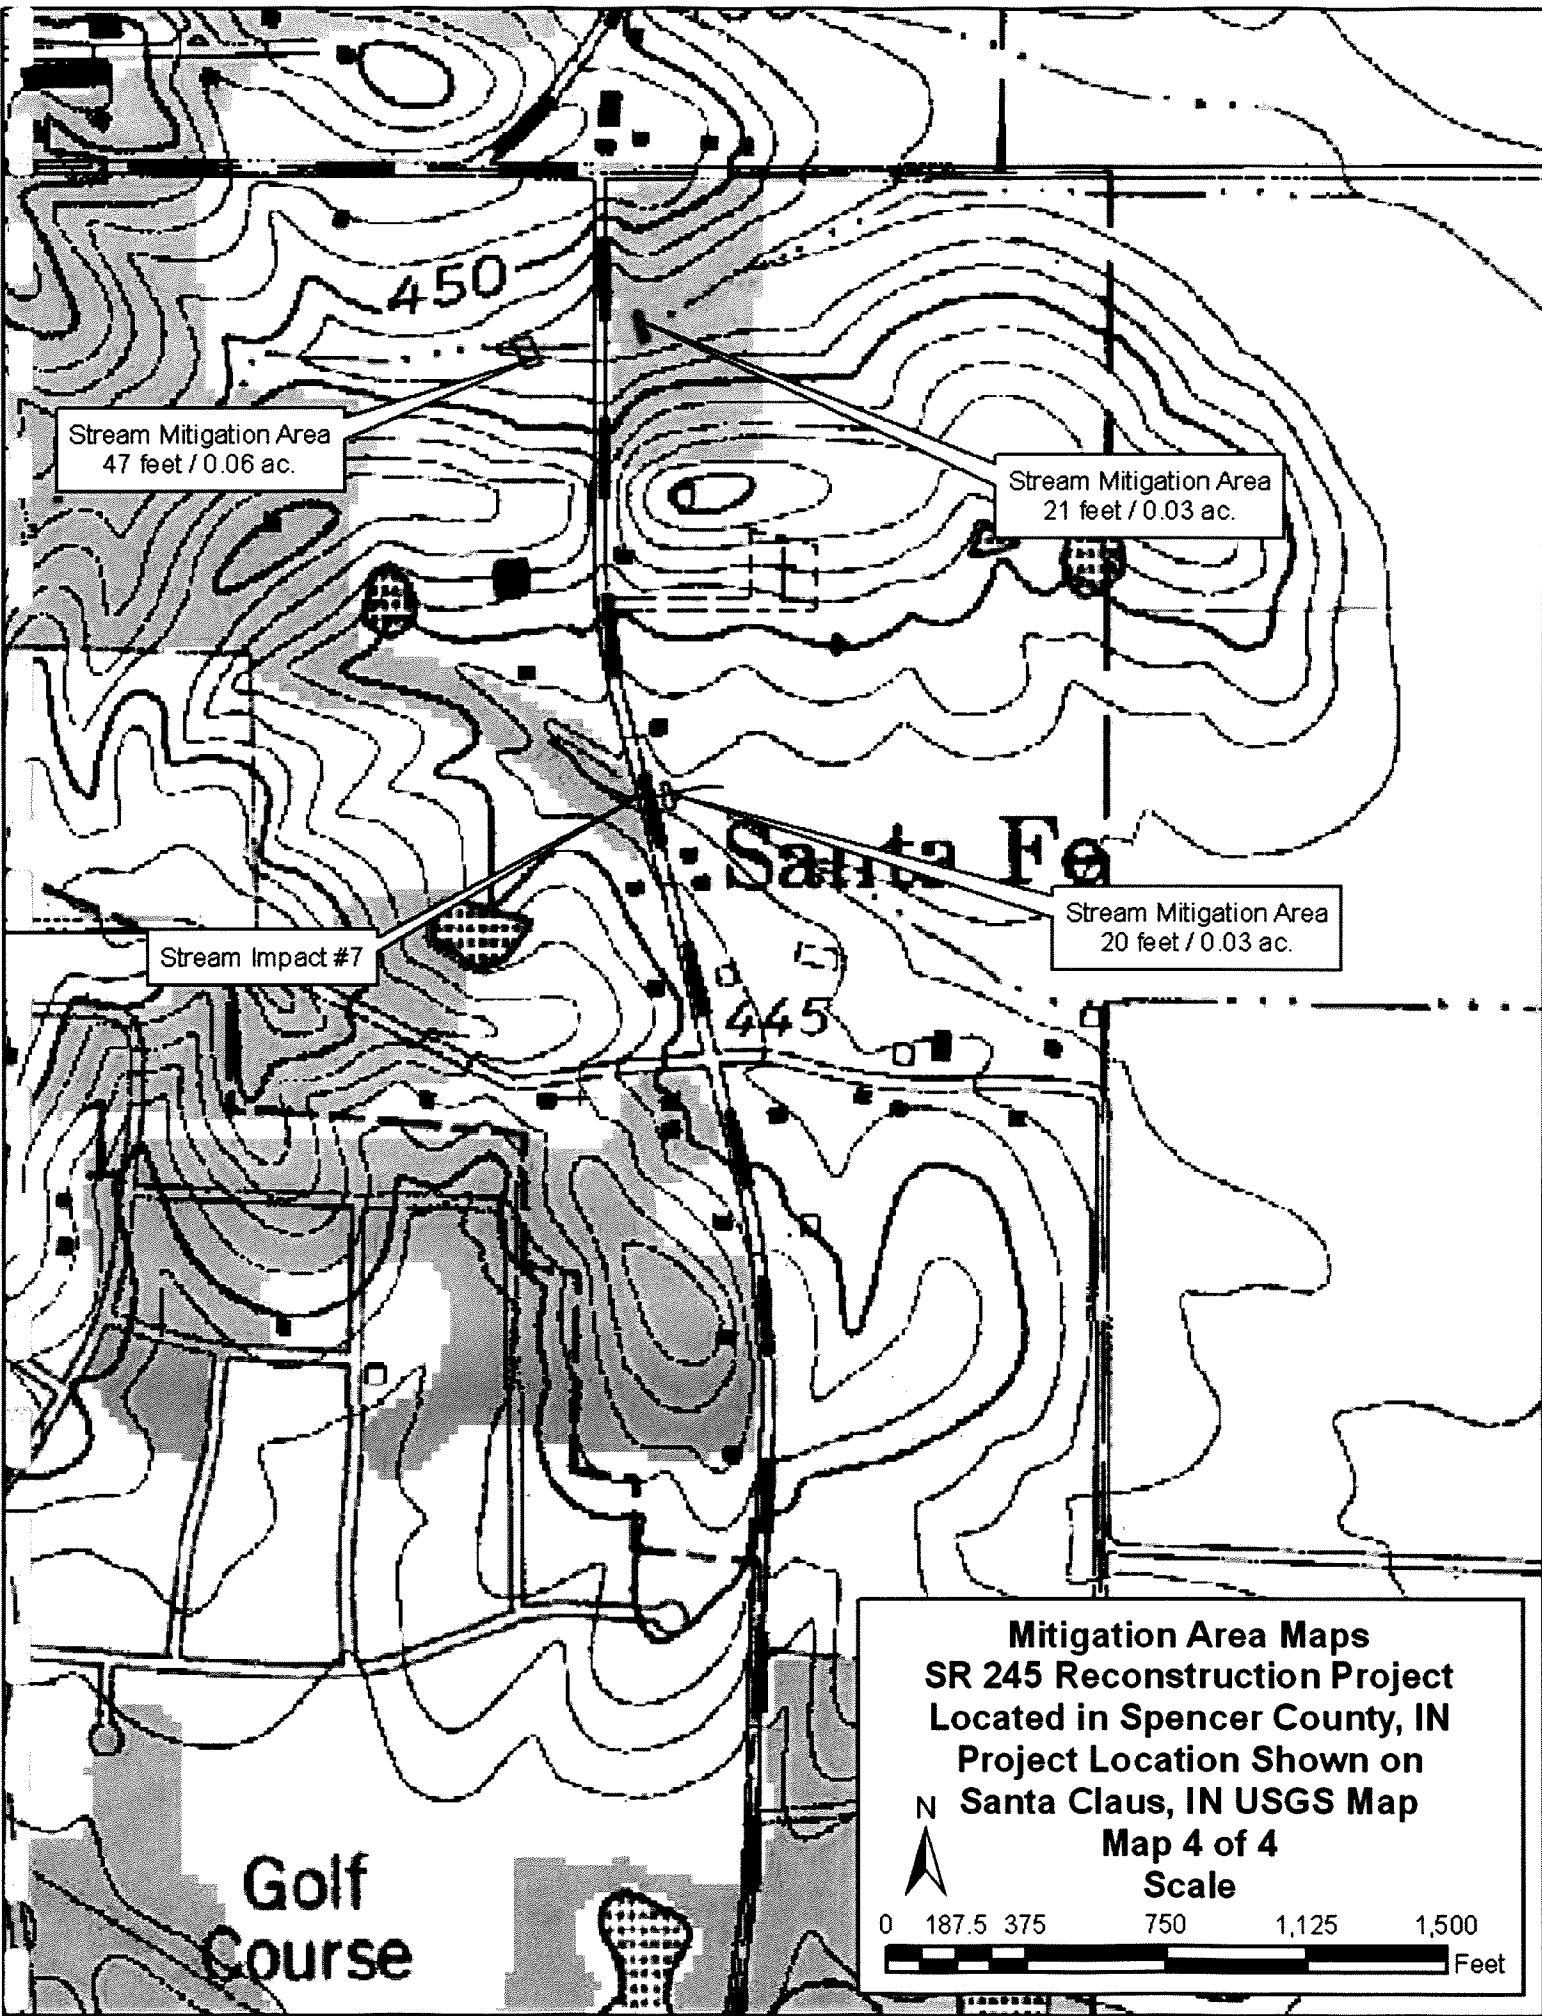 450
Stream Mitigation Area
47 feet / 0.06 ac.
Stream Mitigation Area
21 feet / 0.03 ac.
Santa Fe
Stream Mitigation Area
20 feet / 0.03 ac.
Stream Impact #7
445
Mitigation Area Maps
SR 245 Reconstruction Project
Located in Spencer County, IN
Project Location Shown on
Santa Claus, IN USGS Map
Map 4 of 4
Scale
N
0 187.5 375 750 1,125 1,500
Feet
Golf
Course